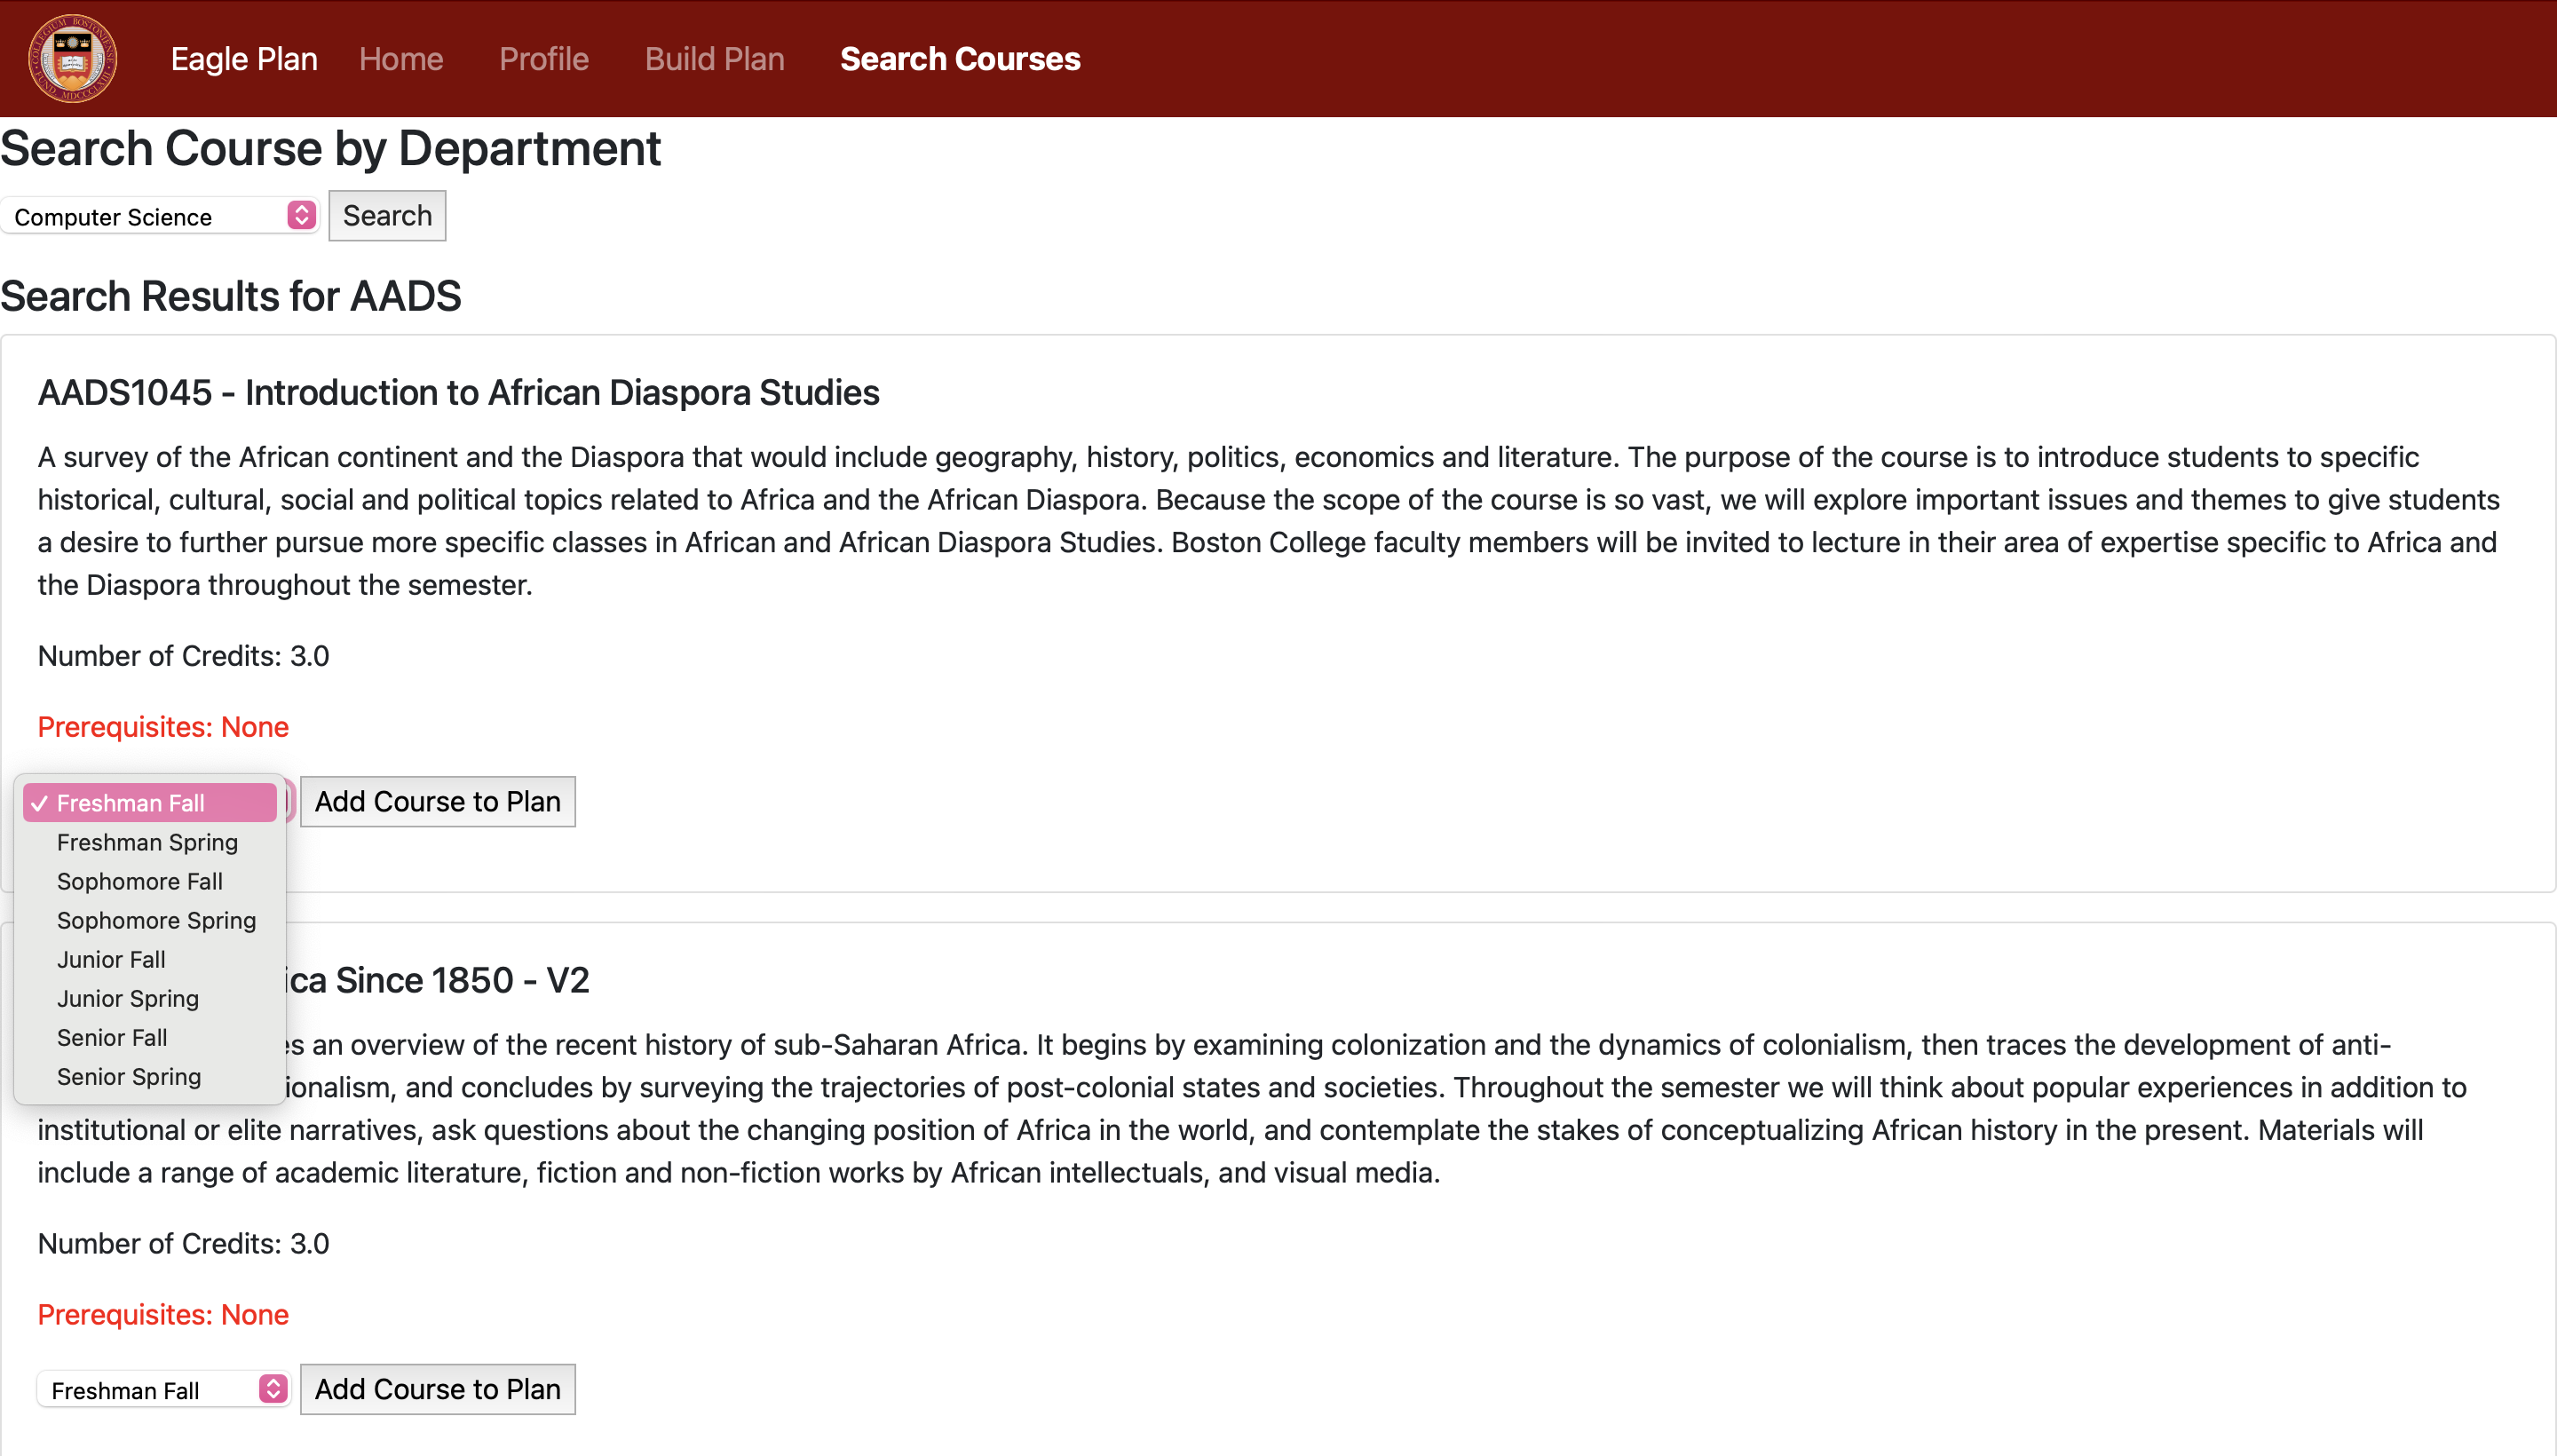 Eagle Plan Home Profile Build Plan Search Courses
COLLEGIUM BOSTONIENSE
FUND. MDCCCLXIII
Search Course by Department
Computer Science Search
Search Results for AADS
AADS1045 - Introduction to African Diaspora Studies
A survey of the African continent and the Diaspora that would include geography, history, politics, economics and literature. The purpose of the course is to introduce students to specific
historical, cultural, social and political topics related to Africa and the African Diaspora. Because the scope of the course is so vast, we will explore important issues and themes to give students
a desire to further pursue more specific classes in African and African Diaspora Studies. Boston College faculty members will be invited to lecture in their area of expertise specific to Africa and
the Diaspora throughout the semester.
Number of Credits: 3.0
Prerequisites: None
✓ Freshman Fall Add Course to Plan
Freshman Spring
Sophomore Fall
Sophomore Spring
Junior Fall
Junior Spring
Senior Fall
Senior Spring
ica Since 1850 - V2
es an overview of the recent history of sub-Saharan Africa. It begins by examining colonization and the dynamics of colonialism, then traces the development of anti-
ionalism, and concludes by surveying the trajectories of post-colonial states and societies. Throughout the semester we will think about popular experiences in addition to
institutional or elite narratives, ask questions about the changing position of Africa in the world, and contemplate the stakes of conceptualizing African history in the present. Materials will
include a range of academic literature, fiction and non-fiction works by African intellectuals, and visual media.
Number of Credits: 3.0
Prerequisites: None
Freshman Fall Add Course to Plan